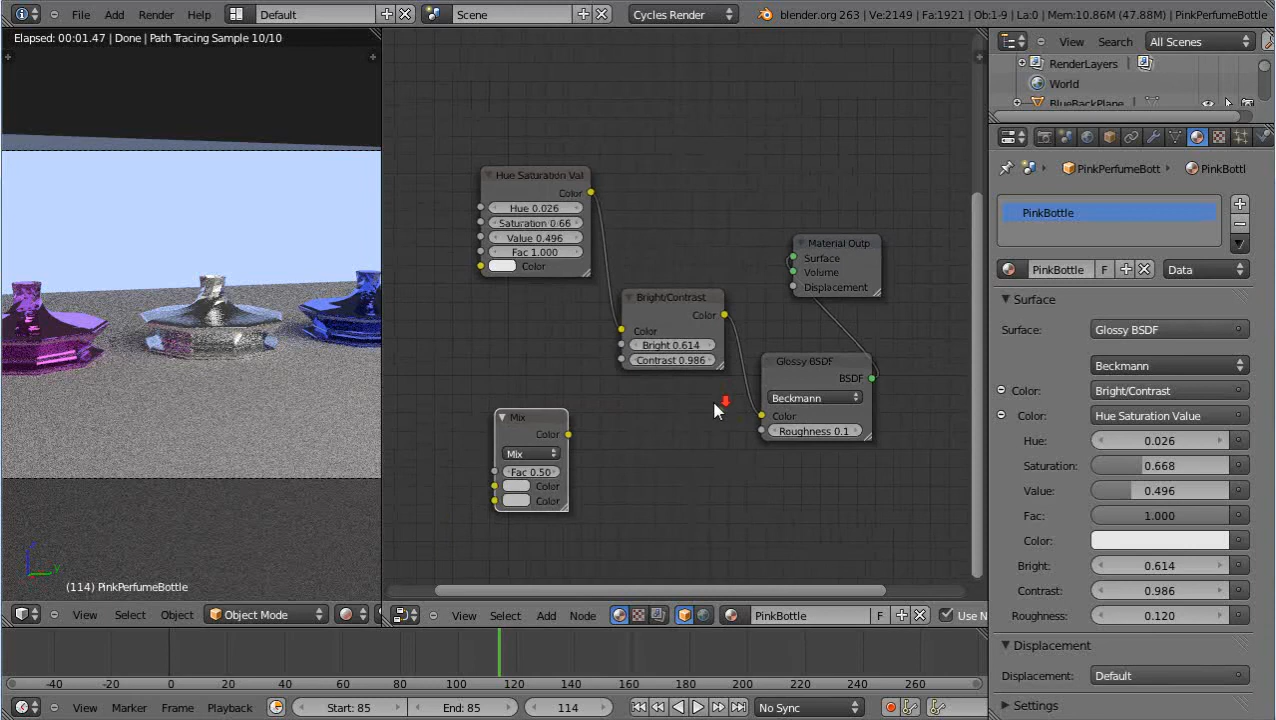 File Add Render Help Default Scene Cycles Render blender.org 263 | Ve:2149 | Fa:1921 | Ob:1-9 | La:0 | Mem:10.86M (47.88M) | PinkPerfumeBottle
Elapsed: 00:01.47 | Done | Path Tracing Sample 10/10
View Search All Scenes
RenderLayers
World
BlueBackPlane
PinkPerfumeBott PinkBottl
PinkBottle
PinkBottle F Data
Surface
Surface: Glossy BSDF
Beckmann
Color: Bright/Contrast
Color: Hue Saturation Value
Hue: 0.026
Saturation: 0.668
Value: 0.496
Fac: 1.000
Color:
Bright: 0.614
Contrast: 0.986
Roughness: 0.120
Displacement
Displacement: Default
Settings
Hue Saturation Val
Color
Hue 0.026
Saturation 0.66
Value 0.496
Fac 1.000
Color
Bright/Contrast
Color
Color
Bright 0.614
Contrast 0.986
Material Outp
Surface
Volume
Displacement
Glossy BSDF
BSDF
Beckmann
Color
Roughness 0.1
Mix
Color
Mix
Fac 0.50
Color
Color
(114) PinkPerfumeBottle
View Select Object Object Mode
View Select Add Node PinkBottle F Use N
-40 -20 0 20 40 60 80 100 120 140 160 180 200 220 240 260
View Marker Frame Playback Start: 85 End: 85 114 No Sync